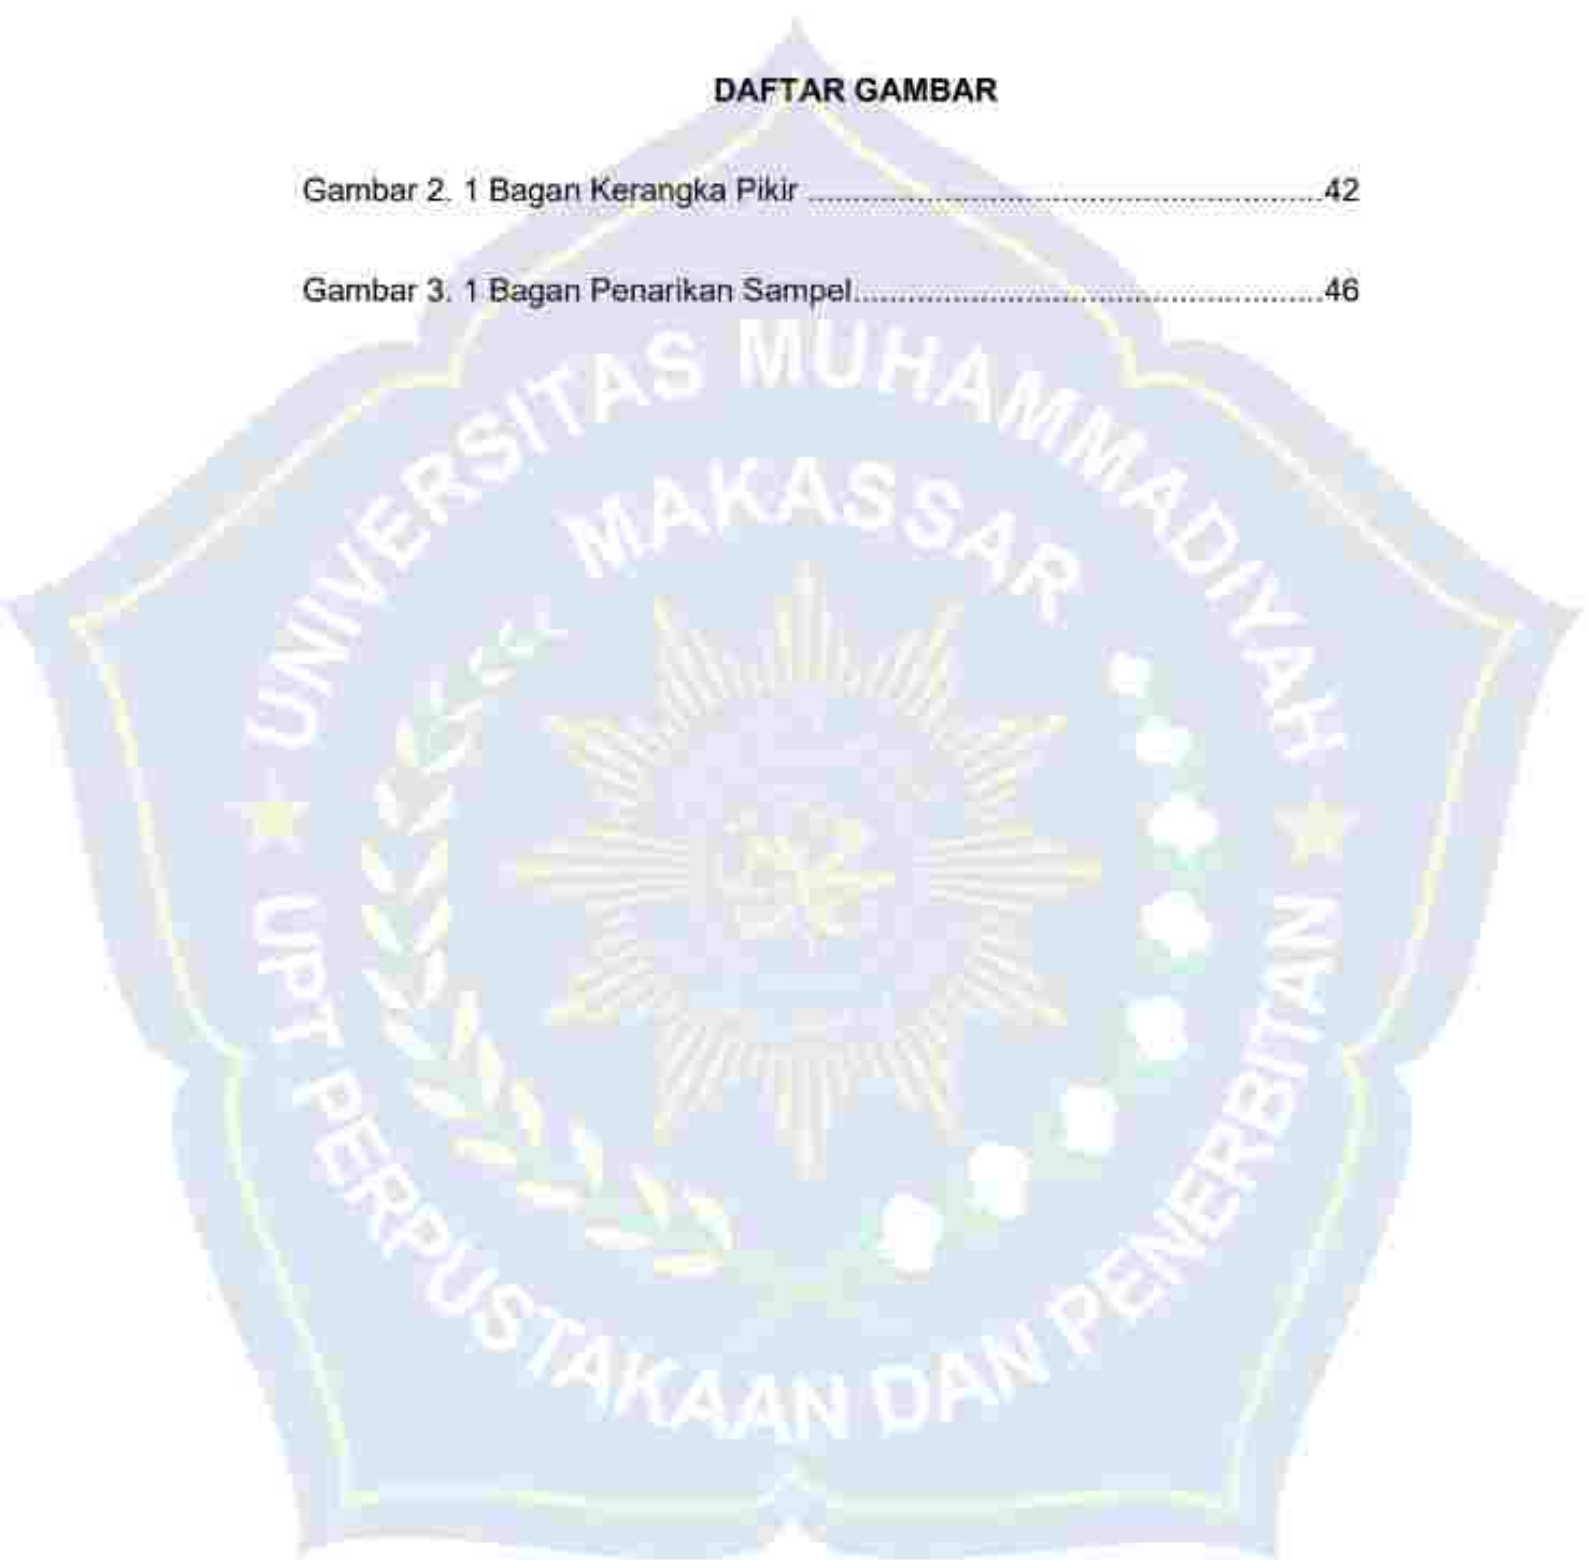 DAFTAR GAMBAR
Gambar 2. 1 Bagan Kerangka Pikir ............................................................42
Gambar 3. 1 Bagan Penarikan Sampel......................................................46
UNIVERSITAS MUHAMMADIYAH
MAKASSAR
UPT PERPUSTAKAAN DAN PENERBITAN